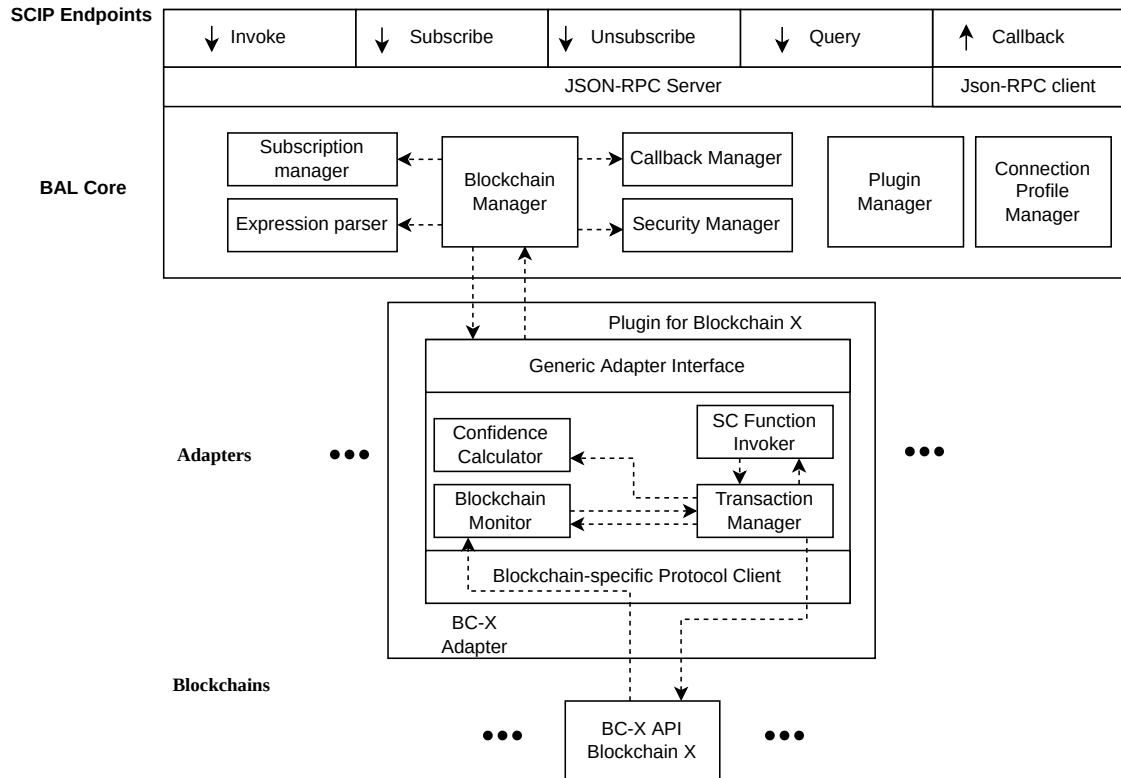 SCIP Endpoints
Invoke
Subscribe
Unsubscribe
Query
Callback
JSON-RPC Server
Json-RPC client
BAL Core
Subscription
manager
Expression parser
Blockchain
Manager
Callback Manager
Security Manager
Plugin
Manager
Connection
Profile
Manager
Plugin for Blockchain X
Generic Adapter Interface
Adapters
Confidence
Calculator
SC Function
Invoker
Blockchain
Monitor
Transaction
Manager
Blockchain-specific Protocol Client
BC-X
Adapter
Blockchains
BC-X API
Blockchain X